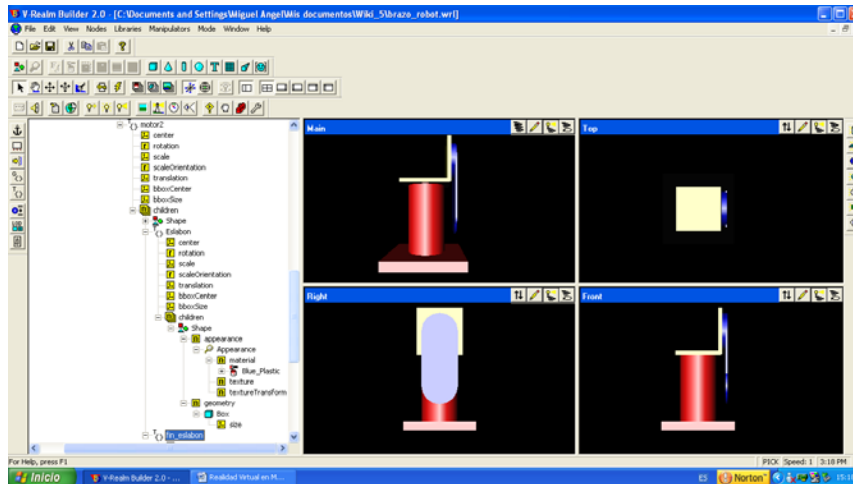 V-Realm Builder 2.0 - [C:\Documents and Settings\Miguel Angel\Mis documentos\Wiki_5\brazo_robot.wrl]
File Edit View Nodes Libraries Manipulators Mode Window Help
motor2
center
rotation
scale
scaleOrientation
translation
bboxCenter
bboxSize
children
Shape
Eslabon
center
rotation
scale
scaleOrientation
translation
bboxCenter
bboxSize
children
Shape
appearance
Appearance
material
Blue_Plastic
texture
textureTransform
geometry
Box
size
fin_eslabon
Main
Top
Right
Front
For Help, press F1
PICK Speed: 1 3:18 PM
Inicio
V-Realm Builder 2.0 - ...
Realidad Virtual en M...
ES
Norton™